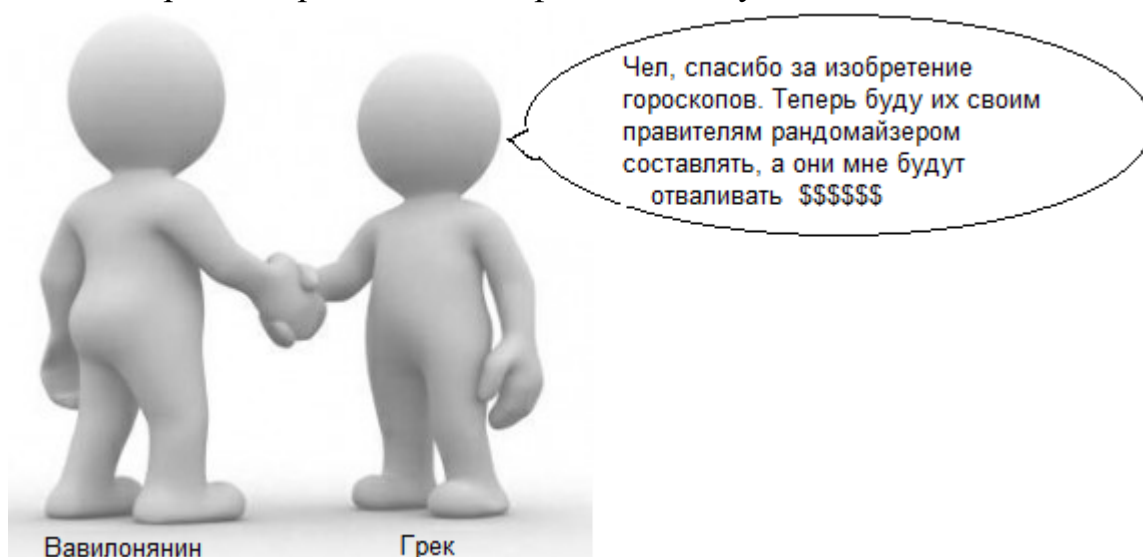 Чел, спасибо за изобретение
гороскопов. Теперь буду их своим
правителям рандомайзером
составлять, а они мне будут
отваливать $$$$$$
Вавилонянин
Грек